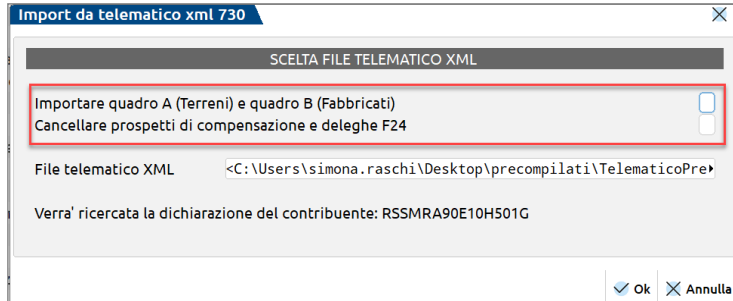 Import da telematico xml 730
SCELTA FILE TELEMATICO XML
Importare quadro A (Terreni) e quadro B (Fabbricati)
Cancellare prospetti di compensazione e deleghe F24
File telematico XML <C:\Users\simona.raschi\Desktop\precompilati\TelematicoPre
Verra' ricercata la dichiarazione del contribuente: RSSMRA90E10H501G
Ok Annulla